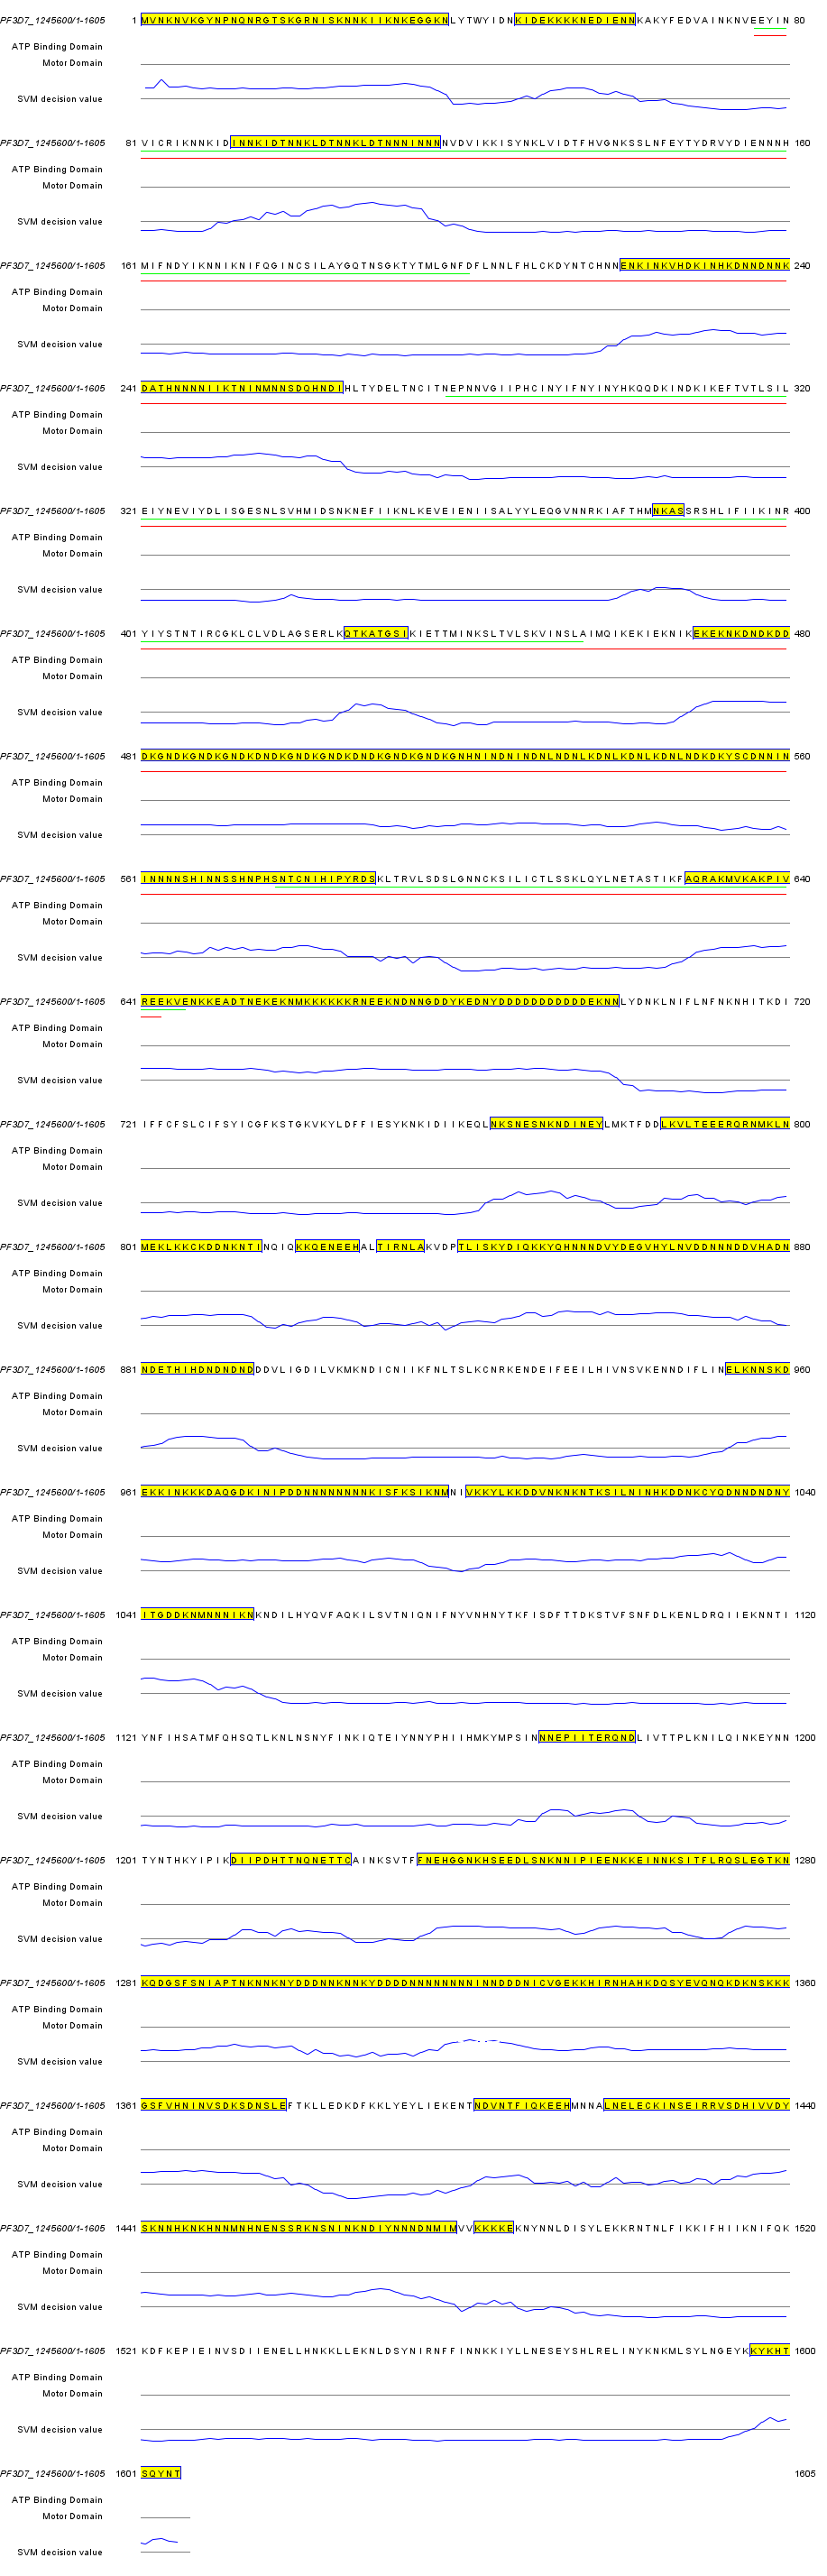 PF3D7_1245600/1-1605 1 MVNKNVKGYNPNQNRGTSKGRNISKNNKIIKNKEGGKNLYTWYIDNKIDEKKKKNEDIENNKAKYFEDVAINKNVEEYIN 80
ATP Binding Domain
Motor Domain
SVM decision value
PF3D7_1245600/1-1605 81 VICRIKNNKIDINNKIDTNNKLDTNNKLDTNNNINNNNVDVIKKISYNKLVIDTFHVGNKSSLNFEYTYDRVYDIENNNH 160
ATP Binding Domain
Motor Domain
SVM decision value
PF3D7_1245600/1-1605 161 MIFNDYIKNNIKNIFQGINCSILAYGQTNSGKTYTMLGNFDFLNNLFHLCKDYNTCHNNENKINKVHDKINHKDNNDNNK 240
ATP Binding Domain
Motor Domain
SVM decision value
PF3D7_1245600/1-1605 241 DATHNNNNIIKTNINMNNSDQHNDIHLTYDELTNCITNEPNNVGIIPHCINYIFNYINYHKQQDKINDKIKEFTVTLSIL 320
ATP Binding Domain
Motor Domain
SVM decision value
PF3D7_1245600/1-1605 321 EIYNEVIYDLISGESNLSVHMIDSNKNEFIIKNLKEVEIENIISALYYLEQGVNNRKIAFTHMNKASSRSHLIFIIKINR 400
ATP Binding Domain
Motor Domain
SVM decision value
PF3D7_1245600/1-1605 401 YIYSTNTIRCGKLCLVDLAGSERLKQTKATGSIKIETTMINKSLTVLSKVINSLAIMQIKEKIEKNIKEKEKNKDNDKDD 480
ATP Binding Domain
Motor Domain
SVM decision value
PF3D7_1245600/1-1605 481 DKGNDKGNDKGNDKDNDKGNDKGNDKDNDKGNDKGNDKGNHNINDNINDNLNDNLKDNLKDNLKDNLNDKDKYSCDNNIN 560
ATP Binding Domain
Motor Domain
SVM decision value
PF3D7_1245600/1-1605 561 INNNNSHINNSSHNPHSNTCNIHIPYRDSKLTRVLSDSLGNNCKSILICTLSSKLQYLNETASTIKFAQRAKMVKAKPIV 640
ATP Binding Domain
Motor Domain
SVM decision value
PF3D7_1245600/1-1605 641 REEKVENKKEADTNEKEKNMKKKKKKRNEEKNDNNGDDYKEDNYDDDDDDDDDDDEKNNLYDNKLNIFLNFNKNHITKDI 720
ATP Binding Domain
Motor Domain
SVM decision value
PF3D7_1245600/1-1605 721 IFFCFSLCIFSYICGFKSTGKVKYLDFFIESYKNKIDIIKEQLNKSNESNKNDINEYLMKTFDDLKVLTEEERQRNMKLN 800
ATP Binding Domain
Motor Domain
SVM decision value
PF3D7_1245600/1-1605 801 MEKLKKCKDDNKNTINQIQKKQENEEHALTIRNLAKVDPTLISKYDIQKKYQHNNNDVYDEGVHYLNVDDNNNDDVHADN 880
ATP Binding Domain
Motor Domain
SVM decision value
PF3D7_1245600/1-1605 881 NDETHIHDNDNDNDDDVLIGDILVKMKNDICNIIKFNLTSLKCNRKENDEIFEEILHIVNSVKENNDIFLINELKNNSKD 960
ATP Binding Domain
Motor Domain
SVM decision value
PF3D7_1245600/1-1605 961 EKKINKKKDAQGDKINIPDDNNNNNNNNKISFKSIKNMNIVKKYLKKDDVNKNKNTKSILNINHKDDNKCYQDNNDNDNY 1040
ATP Binding Domain
Motor Domain
SVM decision value
PF3D7_1245600/1-1605 1041 ITGDDKNMNNNIKNKNDILHYQVFAQKILSVTNIQNIFNYVNHNYTKFISDFTTDKSTVFSNFDLKENLDRQIIEKNNTI 1120
ATP Binding Domain
Motor Domain
SVM decision value
PF3D7_1245600/1-1605 1121 YNFIHSATMFQHSQTLKNLNSNYFINKIQTEIYNNYPHIIHMKYMPSINNNEPIITERQNDLIVTTPLKNILQINKEYNN 1200
ATP Binding Domain
Motor Domain
SVM decision value
PF3D7_1245600/1-1605 1201 TYNTHKYIPIKDIIPDHTTNQNETTCAINKSVTFFNEHGGNKHSEEDLSNKNNIPIEENKKEINNKSITFLRQSLEGTKN 1280
ATP Binding Domain
Motor Domain
SVM decision value
PF3D7_1245600/1-1605 1281 KQDGSFSNIAPTNKNNKNYDDDNNKNNKYDDDDNNNNNNNNINNDDDNICVGEKKHIRNHAHKDQSYEVQNQKDKNSKKK 1360
ATP Binding Domain
Motor Domain
SVM decision value
PF3D7_1245600/1-1605 1361 GSFVHNINVSDKSDNSLEFTKLLEDKDFKKLYEYLIEKENTNDVNTFIQKEEHMNNALNELECKINSEIRRVSDHIVVDY 1440
ATP Binding Domain
Motor Domain
SVM decision value
PF3D7_1245600/1-1605 1441 SKNNHKNKHNNMNHNENSSRKNSNINKNDIYNNNDNMIMVVKKKKEKNYNNLDISYLEKKRNTNLFIKKIFHIIKNIFQK 1520
ATP Binding Domain
Motor Domain
SVM decision value
PF3D7_1245600/1-1605 1521 KDFKEPIEINVSDIIENELLHNKKLLEKNLDSYNIRNFFINNKKIYLLNESEYSHLRELINYKNKMLSYLNGEYKKYKHT 1600
ATP Binding Domain
Motor Domain
SVM decision value
PF3D7_1245600/1-1605 1601 SQYNT 1605
ATP Binding Domain
Motor Domain
SVM decision value